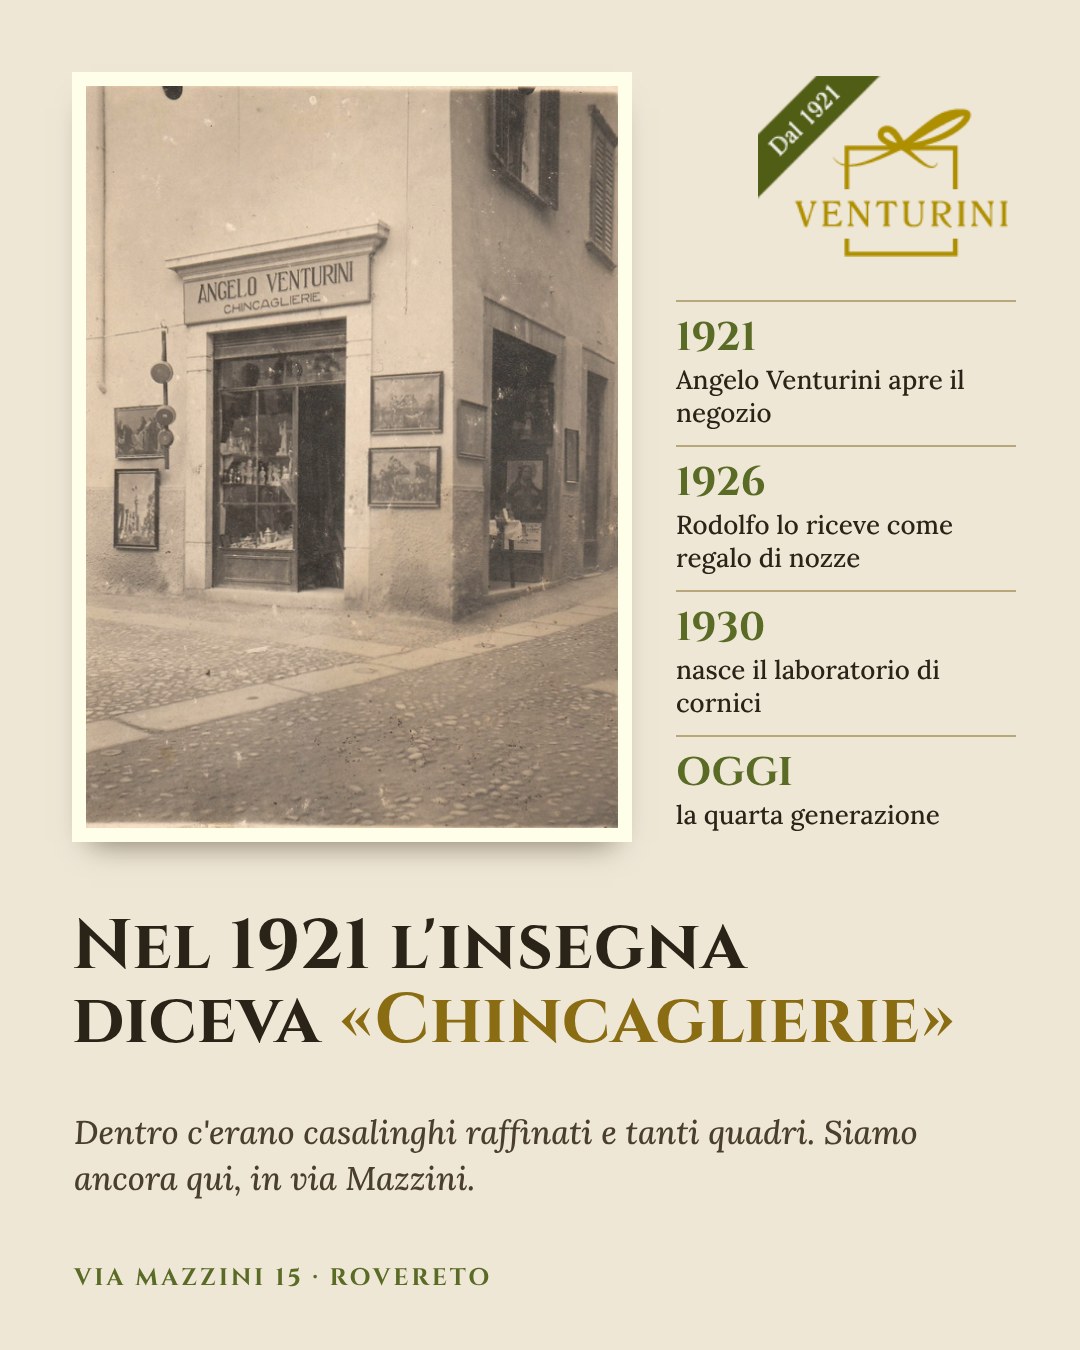 ANGELO VENTURINI
CHINCAGLIERIE
Dal 1921
VENTURINI
1921
Angelo Venturini apre il
negozio
1926
Rodolfo lo riceve come
regalo di nozze
1930
nasce il laboratorio di
cornici
OGGI
la quarta generazione
Nel 1921 l'insegna
diceva «Chincaglierie»
Dentro c'erano casalinghi raffinati e tanti quadri. Siamo
ancora qui, in via Mazzini.
VIA MAZZINI 15 · ROVERETO